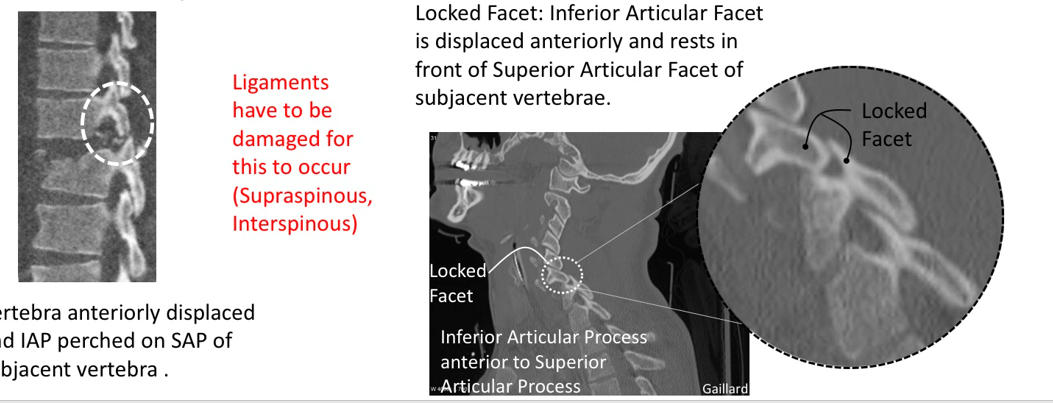 Locked Facet: Inferior Articular Facet
is displaced anteriorly and rests in
front of Superior Articular Facet of
subjacent vertebrae.
Ligaments
have to be
damaged for
this to occur
(Supraspinous,
Interspinous)
Locked
Facet
Locked
Facet
Inferior Articular Process
anterior to Superior
Articular Process
Gaillard
ertebra anteriorly displaced
IAP perched on SAP of
bjacent vertebra .